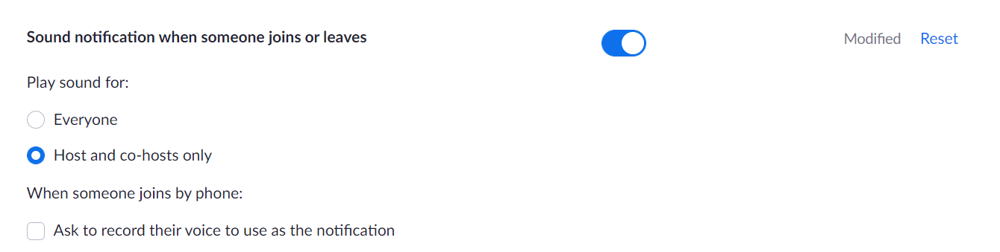 Sound notification when someone joins or leaves
Modified Reset
Play sound for:
Everyone
Host and co-hosts only
When someone joins by phone:
Ask to record their voice to use as the notification